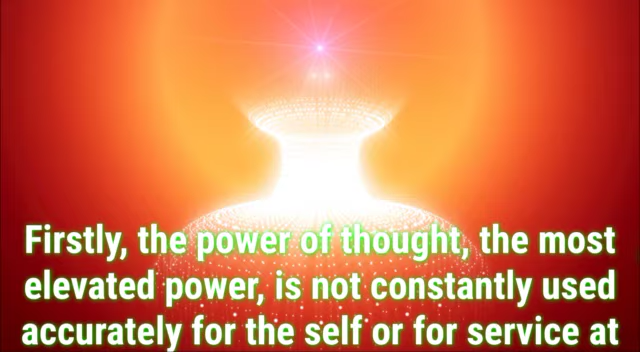 Firstly, the power of thought, the most
elevated power, is not constantly used
accurately for the self or for service at